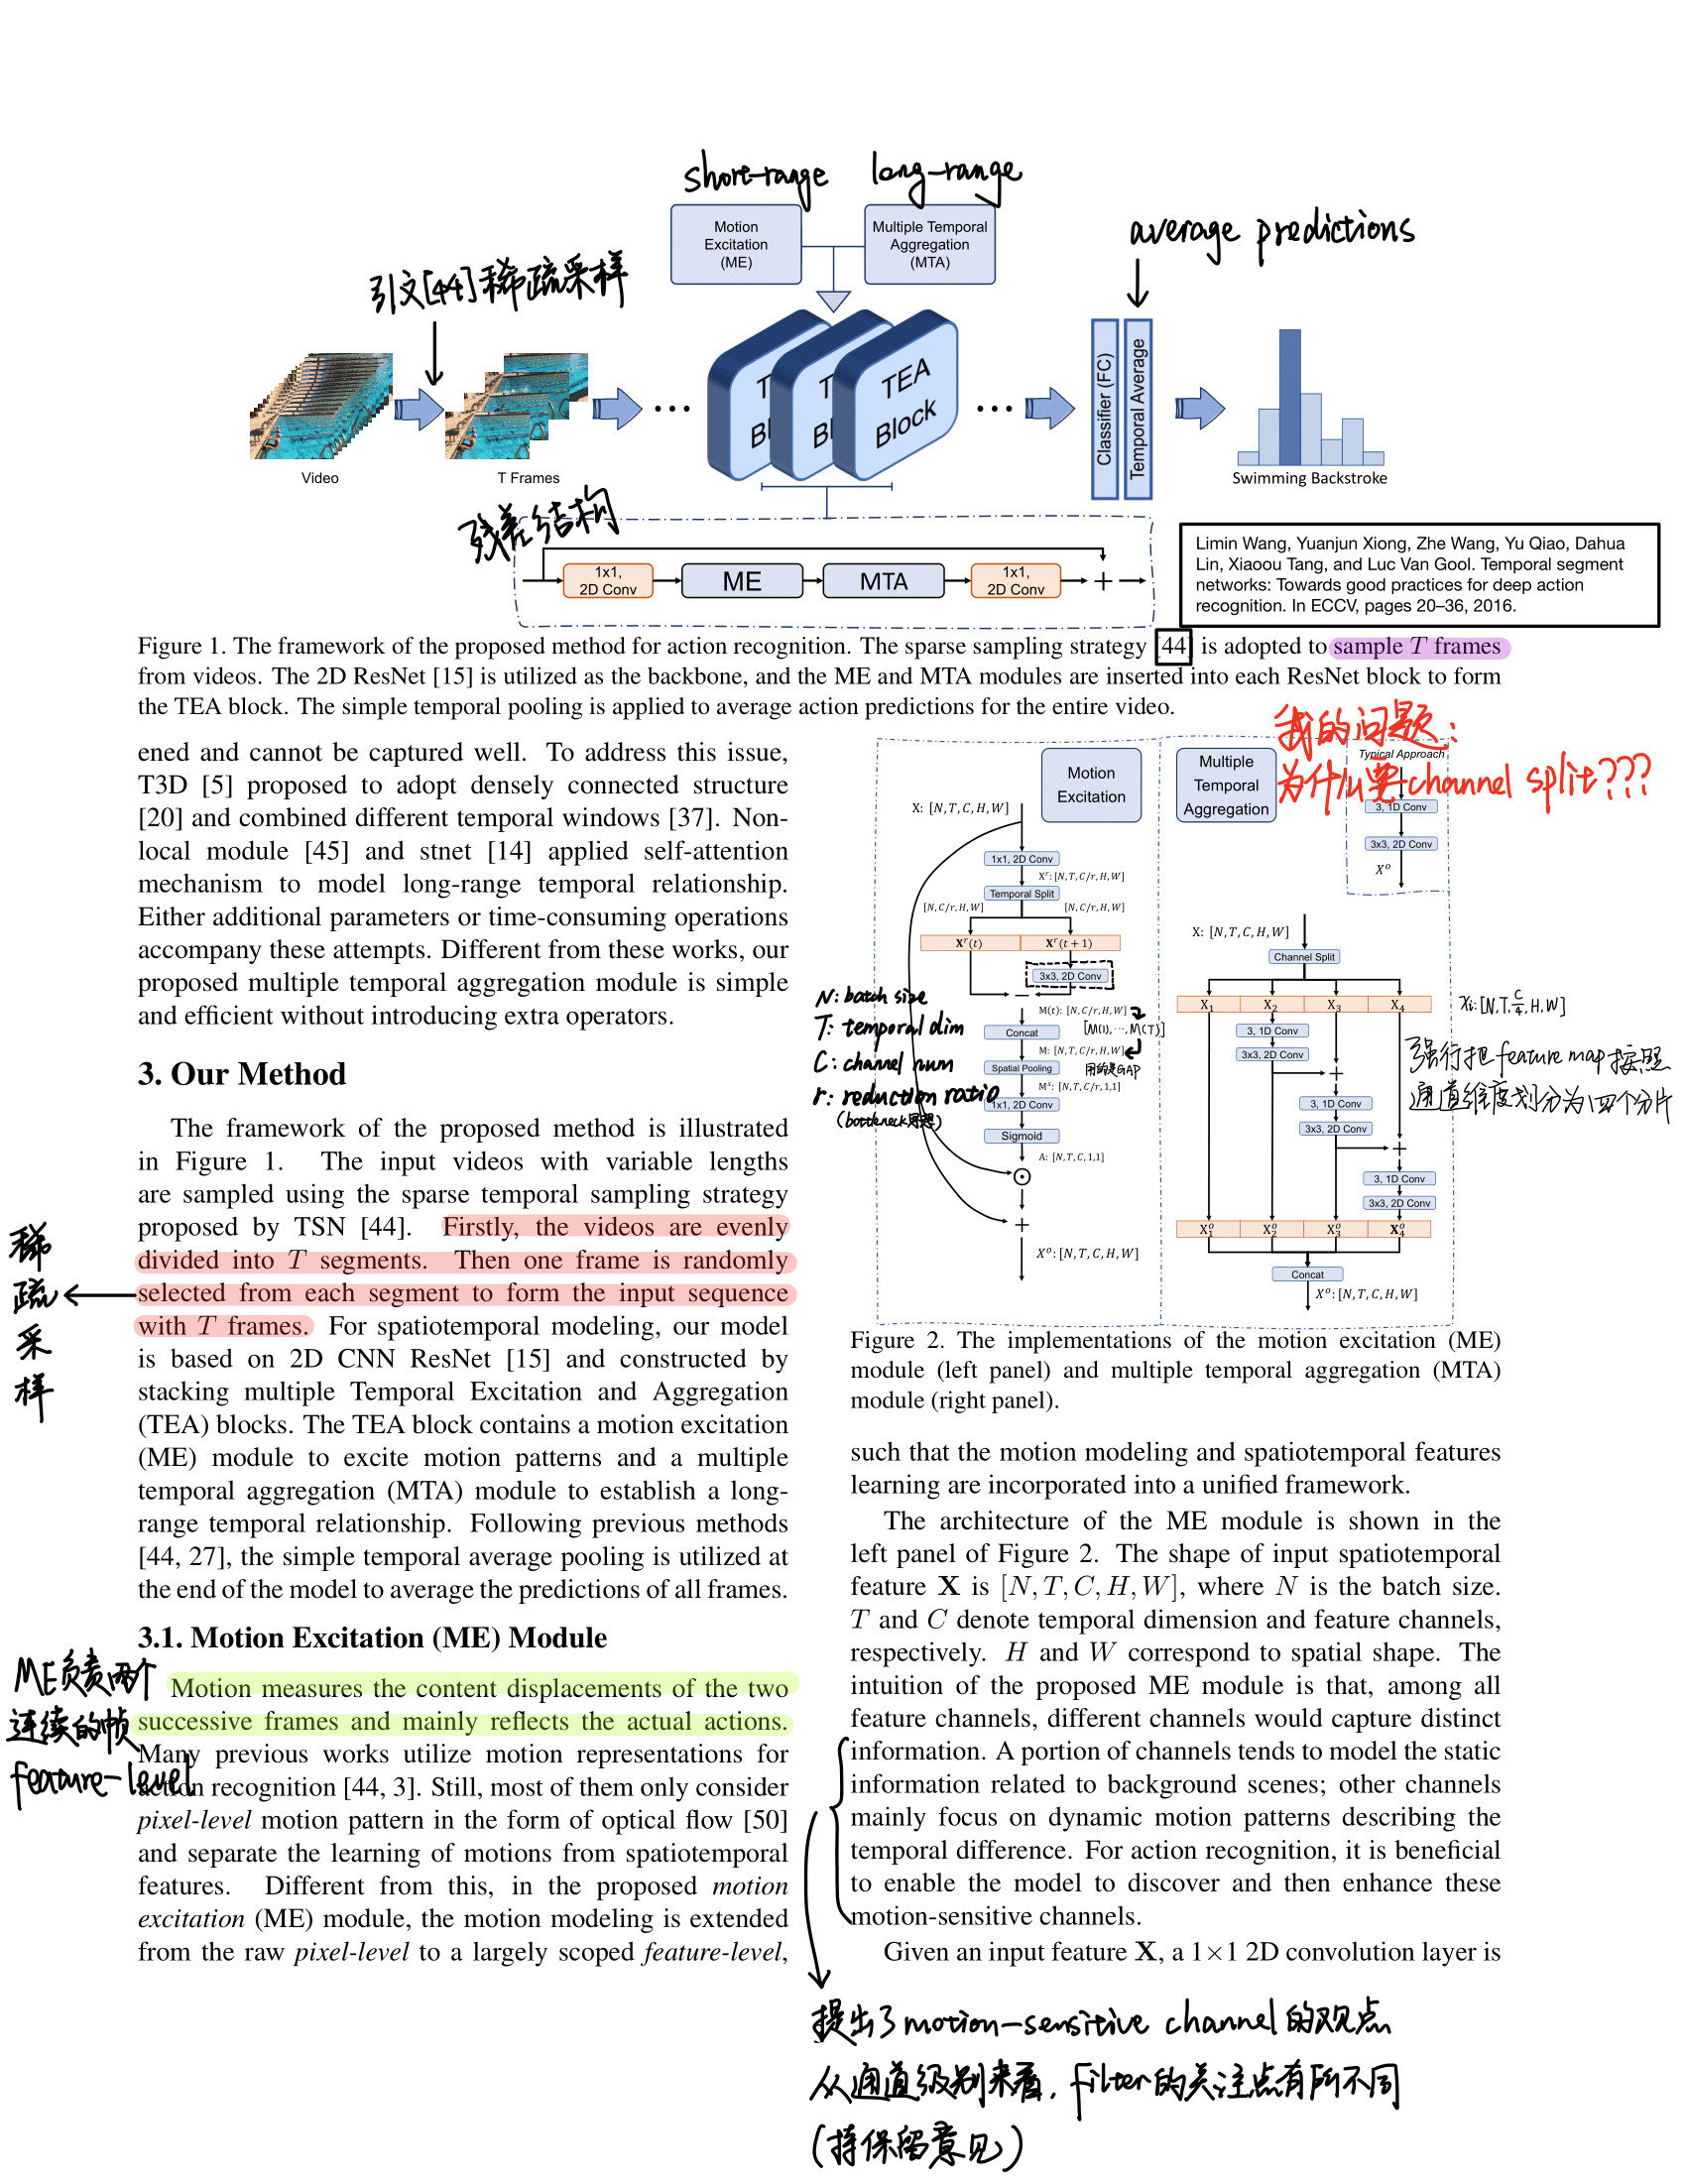 short-range
long-range
Motion
Excitation
(ME)
Multiple Temporal
Aggregation
(MTA)
average predictions
引文[44]稀疏采样
TEA
Block
Classifier (FC)
Temporal Average
Video
T Frames
Swimming Backstroke
残差结构
1x1,
2D Conv
ME
MTA
1x1,
2D Conv
+
Limin Wang, Yuanjun Xiong, Zhe Wang, Yu Qiao, Dahua
Lin, Xiaoou Tang, and Luc Van Gool. Temporal segment
networks: Towards good practices for deep action
recognition. In ECCV, pages 20–36, 2016.
Figure 1. The framework of the proposed method for action recognition. The sparse sampling strategy [44] is adopted to sample T frames
from videos. The 2D ResNet [15] is utilized as the backbone, and the ME and MTA modules are inserted into each ResNet block to form
the TEA block. The simple temporal pooling is applied to average action predictions for the entire video.
ened and cannot be captured well. To address this issue,
T3D [5] proposed to adopt densely connected structure
[20] and combined different temporal windows [37]. Non-
local module [45] and stnet [14] applied self-attention
mechanism to model long-range temporal relationship.
Either additional parameters or time-consuming operations
accompany these attempts. Different from these works, our
proposed multiple temporal aggregation module is simple
and efficient without introducing extra operators.
3. Our Method
The framework of the proposed method is illustrated
in Figure 1. The input videos with variable lengths
are sampled using the sparse temporal sampling strategy
proposed by TSN [44]. Firstly, the videos are evenly
divided into T segments. Then one frame is randomly
selected from each segment to form the input sequence
with T frames. For spatiotemporal modeling, our model
is based on 2D CNN ResNet [15] and constructed by
stacking multiple Temporal Excitation and Aggregation
(TEA) blocks. The TEA block contains a motion excitation
(ME) module to excite motion patterns and a multiple
temporal aggregation (MTA) module to establish a long-
range temporal relationship. Following previous methods
[44, 27], the simple temporal average pooling is utilized at
the end of the model to average the predictions of all frames.
稀
疏
采
样
3.1. Motion Excitation (ME) Module
ME负责两个
连续的帧
feature-level
Motion measures the content displacements of the two
successive frames and mainly reflects the actual actions.
Many previous works utilize motion representations for
action recognition [44, 3]. Still, most of them only consider
pixel-level motion pattern in the form of optical flow [50]
and separate the learning of motions from spatiotemporal
features. Different from this, in the proposed motion
excitation (ME) module, the motion modeling is extended
from the raw pixel-level to a largely scoped feature-level,
我的问题:
为什么要channel split???
Motion
Excitation
X: [N,T,C,H,W]
1x1, 2D Conv
Xʳ: [N,T,C/r,H,W]
Temporal Split
[N,C/r,H,W]
[N,C/r,H,W]
Xʳ(t)
Xʳ(t+1)
3x3, 2D Conv
−
M(t): [N,C/r,H,W]
[M(1),⋯,M(T)]
Concat
M: [N,T,C/r,H,W]
用的是GAP
Spatial Pooling
Mˢ: [N,T,C/r,1,1]
1x1, 2D Conv
Sigmoid
A: [N,T,C,1,1]
⊙
+
Xᵒ: [N,T,C,H,W]
N: batch size
T: temporal dim
C: channel num
r: reduction ratio
Multiple
Temporal
Aggregation
Typical Approach
3, 1D Conv
3x3, 2D Conv
Xᵒ
X: [N,T,C,H,W]
Channel Split
X₁ X₂ X₃ X₄
Xi: [N,T,C/4,H,W]
3, 1D Conv
3x3, 2D Conv
+
3, 1D Conv
3x3, 2D Conv
+
3, 1D Conv
3x3, 2D Conv
X₁ᵒ X₂ᵒ X₃ᵒ X₄ᵒ
Concat
Xᵒ: [N,T,C,H,W]
强行把feature map按照
通道维度划分为四个分片
Figure 2. The implementations of the motion excitation (ME)
module (left panel) and multiple temporal aggregation (MTA)
module (right panel).
such that the motion modeling and spatiotemporal features
learning are incorporated into a unified framework.
The architecture of the ME module is shown in the
left panel of Figure 2. The shape of input spatiotemporal
feature X is [N, T, C, H, W], where N is the batch size.
T and C denote temporal dimension and feature channels,
respectively. H and W correspond to spatial shape. The
intuition of the proposed ME module is that, among all
feature channels, different channels would capture distinct
information. A portion of channels tends to model the static
information related to background scenes; other channels
mainly focus on dynamic motion patterns describing the
temporal difference. For action recognition, it is beneficial
to enable the model to discover and then enhance these
motion-sensitive channels.
Given an input feature X, a 1×1 2D convolution layer is
提出了motion-sensitive channel的观点
从通道级别来看,filter的关注点有所不同
(持保留意见)